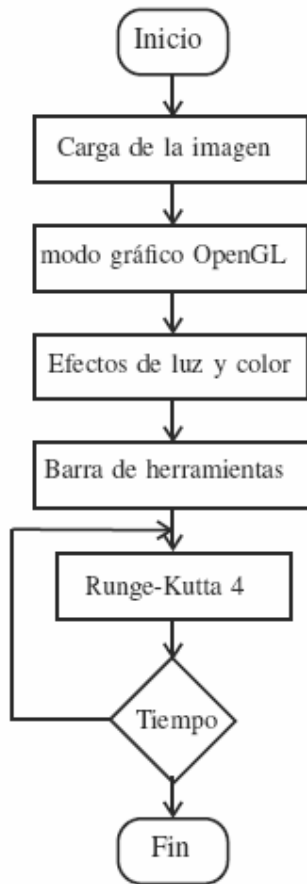 Inicio
Carga de la imagen
modo gráfico OpenGL
Efectos de luz y color
Barra de herramientas
Runge-Kutta 4
Tiempo
Fin